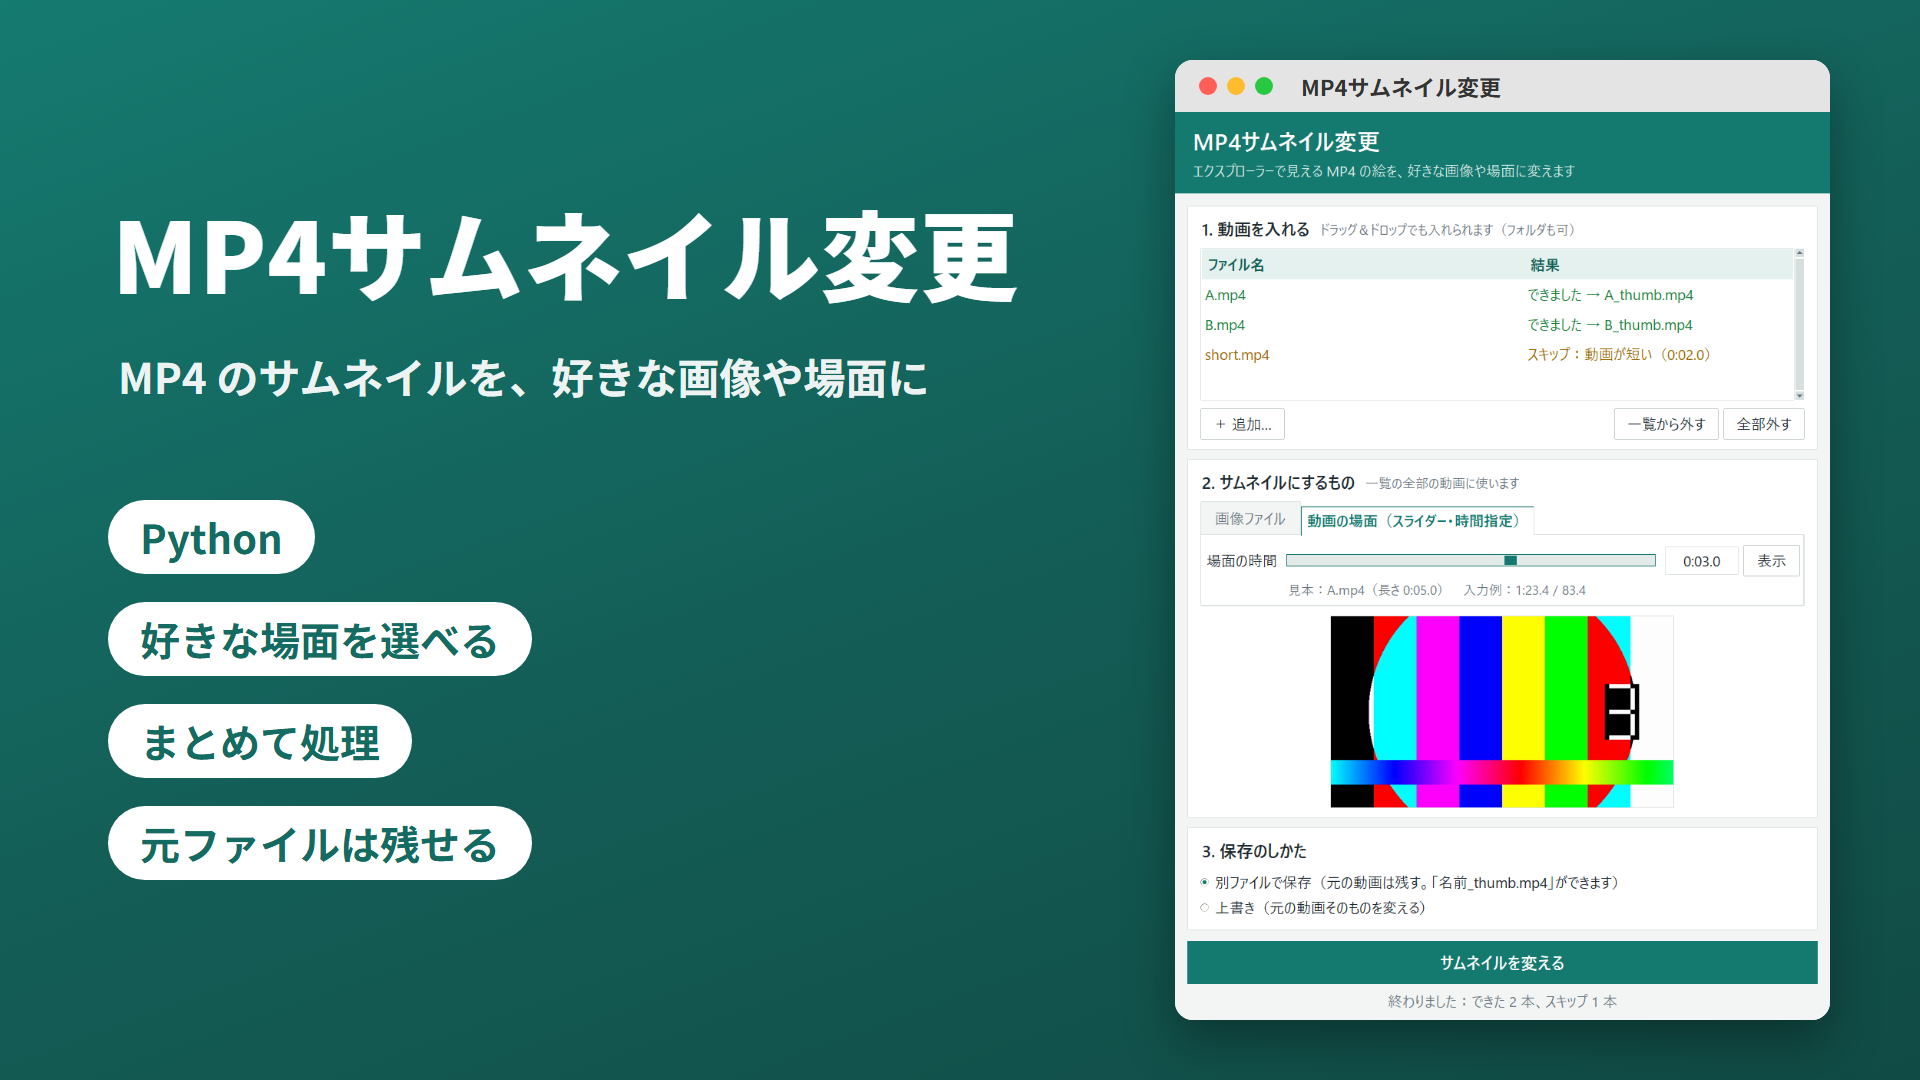 MP4サムネイル変更
MP4 のサムネイルを、好きな画像や場面に
Python
好きな場面を選べる
まとめて処理
元ファイルは残せる
MP4サムネイル変更
MP4サムネイル変更
エクスプローラーで見える MP4 の絵を、好きな画像や場面に変えます
1. 動画を入れる ドラッグ&ドロップでも入れられます（フォルダも可）
ファイル名 結果
A.mp4 できました → A_thumb.mp4
B.mp4 できました → B_thumb.mp4
short.mp4 スキップ：動画が短い（0:02.0）
＋ 追加... 一覧から外す 全部外す
2. サムネイルにするもの 一覧の全部の動画に使います
画像ファイル 動画の場面（スライダー・時間指定）
場面の時間 0:03.0 表示
見本：A.mp4（長さ 0:05.0） 入力例：1:23.4 / 83.4
3. 保存のしかた
別ファイルで保存（元の動画は残す。「名前_thumb.mp4」ができます）
上書き（元の動画そのものを変える）
サムネイルを変える
終わりました：できた 2 本、スキップ 1 本